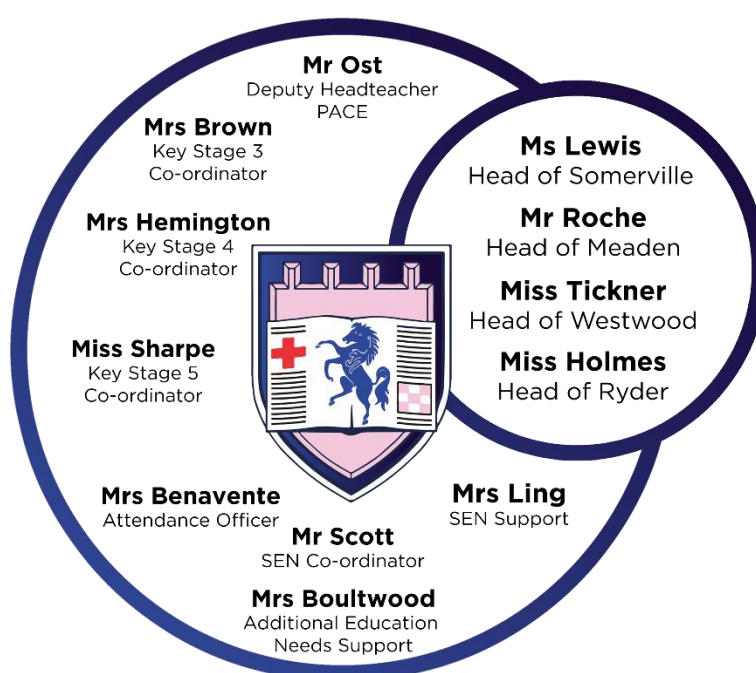 Mr Ost
Deputy Headteacher
PACE
Mrs Brown
Key Stage 3
Co-ordinator
Mrs Hemington
Key Stage 4
Co-ordinator
Miss Sharpe
Key Stage 5
Co-ordinator
Mrs Benavente
Attendance Officer
Mr Scott
SEN Co-ordinator
Mrs Boultwood
Additional Education
Needs Support
Mrs Ling
SEN Support
Ms Lewis
Head of Somerville
Mr Roche
Head of Meaden
Miss Tickner
Head of Westwood
Miss Holmes
Head of Ryder